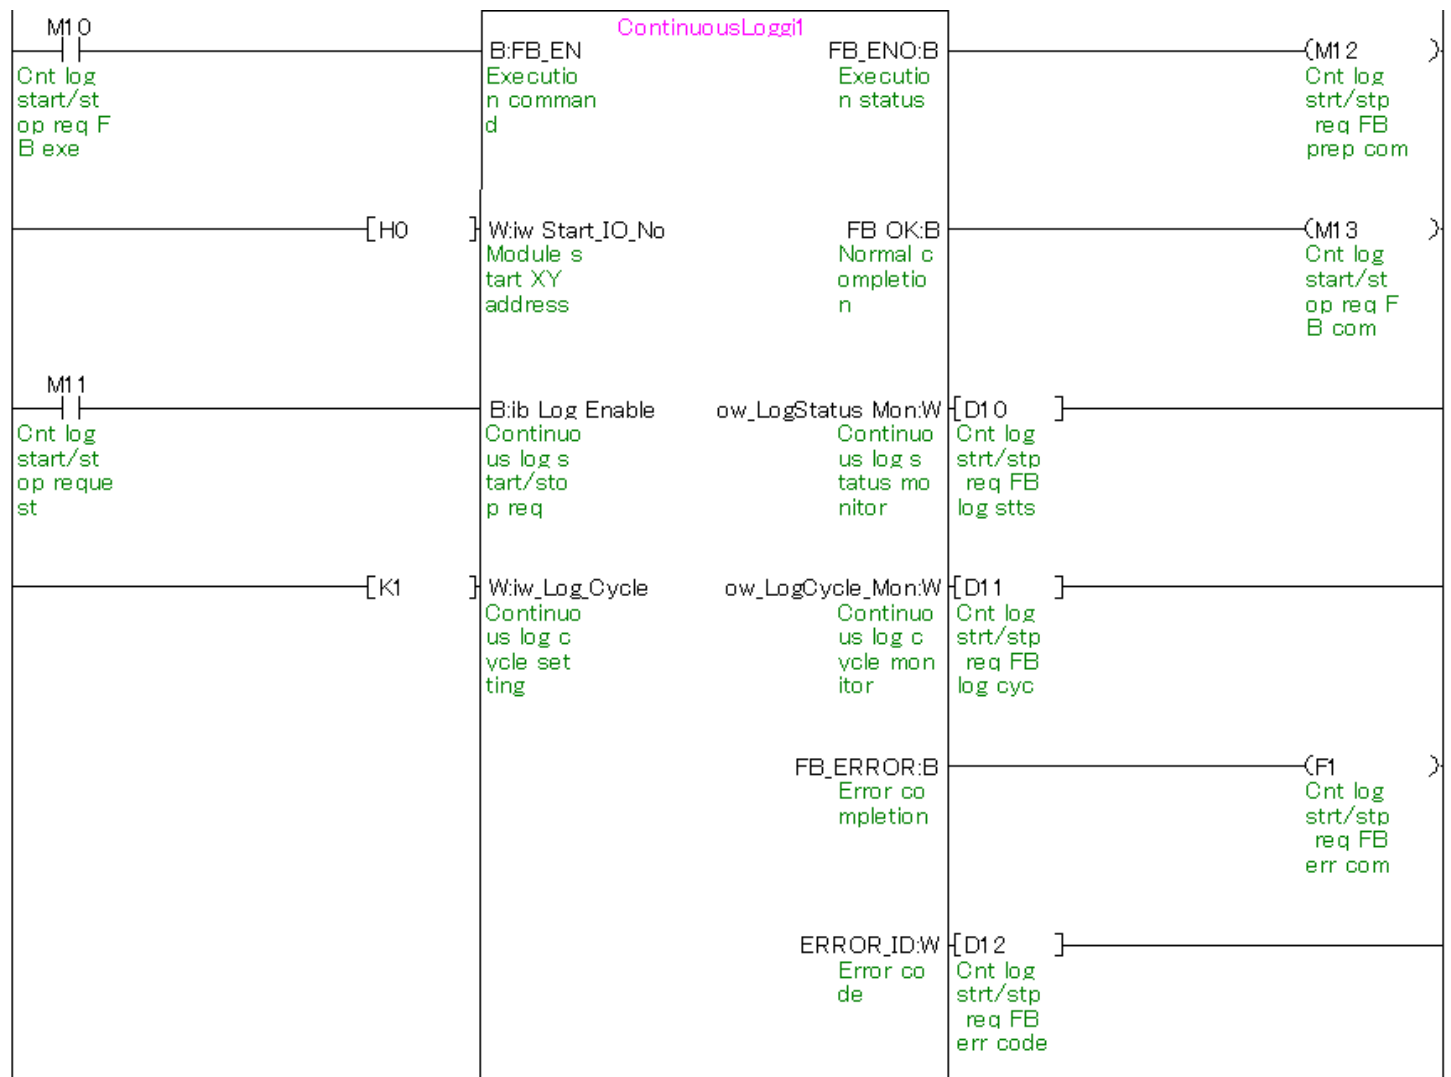 ContinuousLoggi1
M10
B:FB_EN
FB_ENO:B
(M12 )
Cnt log
start/st
op req F
B exe
Executio
n comman
d
Executio
n status
Cnt log
strt/stp
req FB
prep com
[H0 ]
W:iw Start_IO_No
FB OK:B
(M13 )
Module s
tart XY
address
Normal c
ompletio
n
Cnt log
start/st
op req F
B com
M11
B:ib Log Enable
ow_LogStatus Mon:W
[D10 ]
Cnt log
start/st
op reque
st
Continuo
us log s
tart/sto
p req
Continuo
us log s
tatus mo
nitor
Cnt log
strt/stp
req FB
log stts
[K1 ]
W:iw_Log_Cycle
ow_LogCycle_Mon:W
[D11 ]
Continuo
us log c
ycle set
ting
Continuo
us log c
ycle mon
itor
Cnt log
strt/stp
req FB
log cyc
FB_ERROR:B
(F1 )
Error co
mpletion
Cnt log
strt/stp
req FB
err com
ERROR_ID:W
[D12 ]
Error co
de
Cnt log
strt/stp
req FB
err code